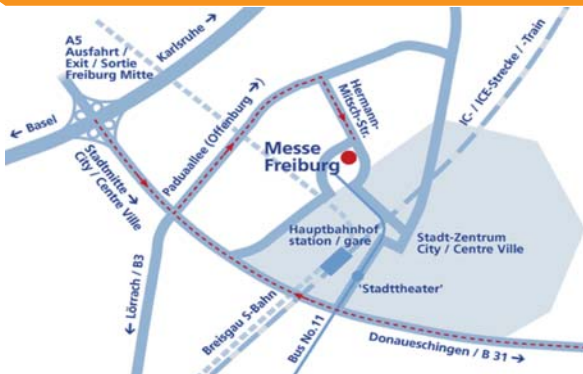 A5
Ausfahrt /
Exit / Sortie
Freiburg Mitte
Karlsruhe →
← Basel
Stadtmitte →
City / Centre Ville
Paduaallee (Offenburg →)
Hermann-
Mitsch-Str.
IC- / ICE-Strecke / -Train
Messe
Freiburg
Hauptbahnhof
station / gare
Stadt-Zentrum
City / Centre Ville
'Stadttheater'
← Lörrach / B3
Breisgau S-Bahn
Bus No.11
Donaueschingen / B 31 →